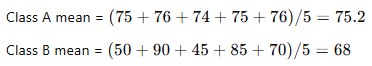 Class A mean = (75 + 76 + 74 + 75 + 76)/5 = 75.2
Class B mean = (50 + 90 + 45 + 85 + 70)/5 = 68